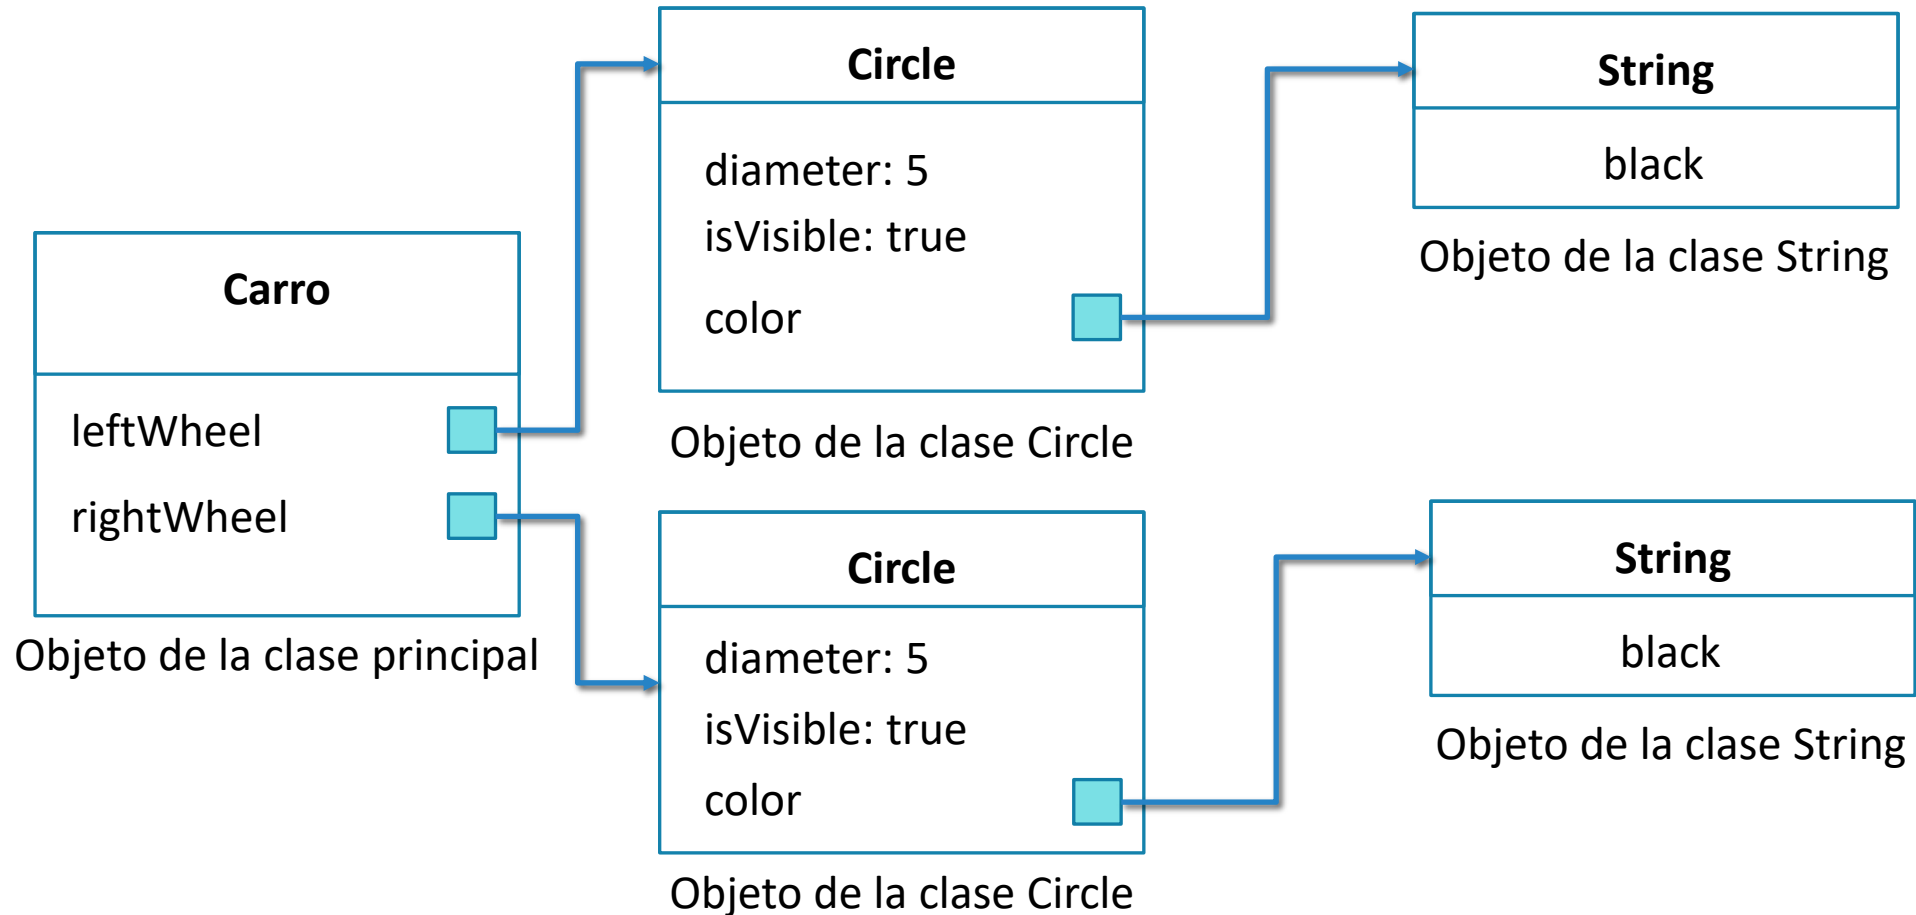 Carro
leftWheel
rightWheel
Objeto de la clase principal
Circle
diameter: 5
isVisible: true
color
Objeto de la clase Circle
String
black
Objeto de la clase String
Circle
diameter: 5
isVisible: true
color
Objeto de la clase Circle
String
black
Objeto de la clase String